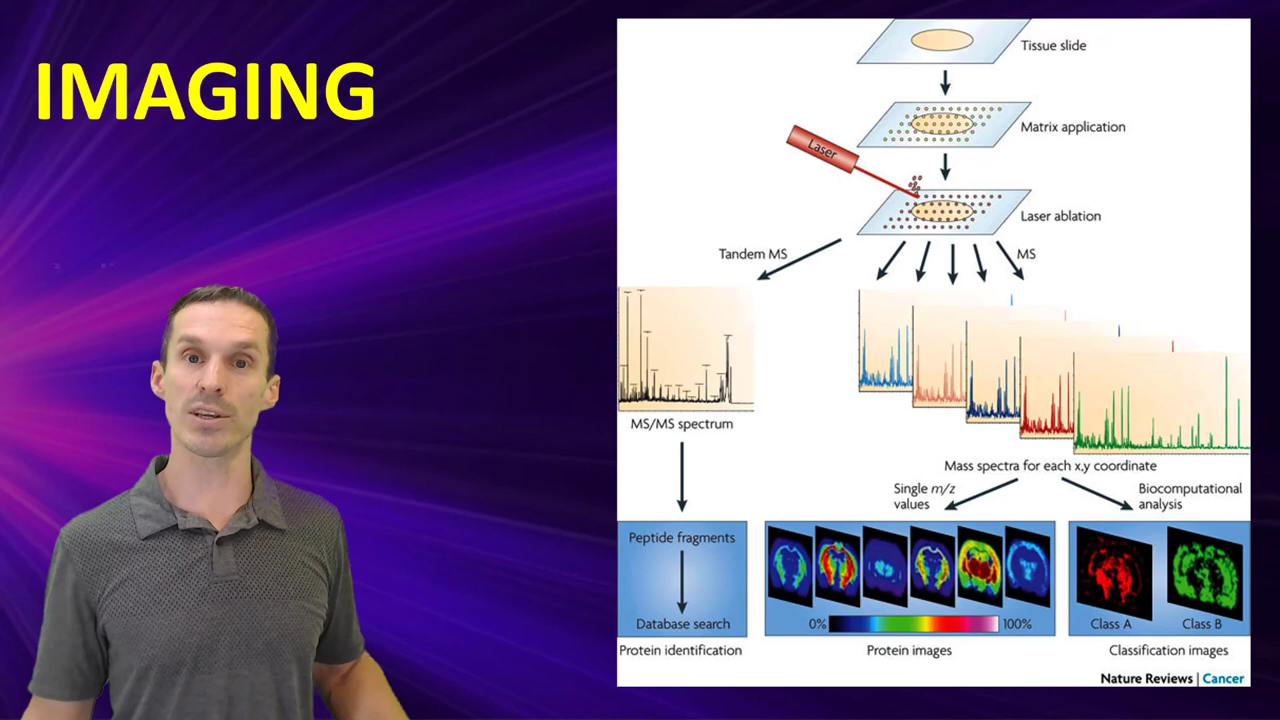 IMAGING
Tissue slide
Matrix application
Laser
Laser ablation
Tandem MS
MS
MS/MS spectrum
Mass spectra for each x,y coordinate
Single m/z
values
Biocomputational
analysis
Peptide fragments
Database search
0%
100%
Class A
Class B
Protein identification
Protein images
Classification images
Nature Reviews | Cancer